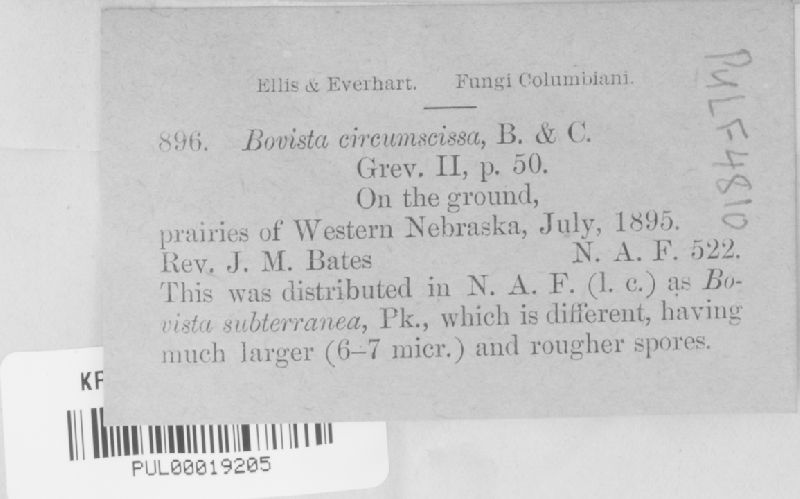 Ellis & Everhart. Fungi Columbiani.
896. Bovista circumscissa, B. & C.
Grev. II, p. 50.
On the ground,
prairies of Western Nebraska, July, 1895.
Rev. J. M. Bates N. A. F. 522.
This was distributed in N. A. F. (l. c.) as Bo-
vista subterranea, Pk., which is different, having
much larger (6–7 micr.) and rougher spores.
PUL F4810
PUL00019205